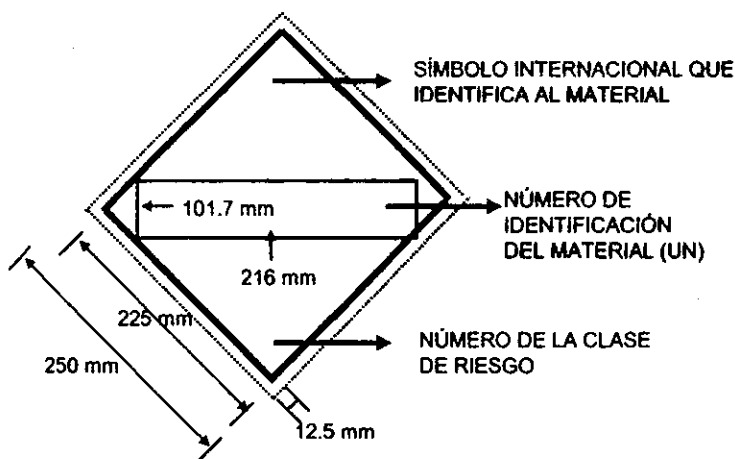 SÍMBOLO INTERNACIONAL QUE
IDENTIFICA AL MATERIAL
101.7 mm
NÚMERO DE
IDENTIFICACIÓN
DEL MATERIAL (UN)
216 mm
225 mm
250 mm
NÚMERO DE LA CLASE
DE RIESGO
12.5 mm